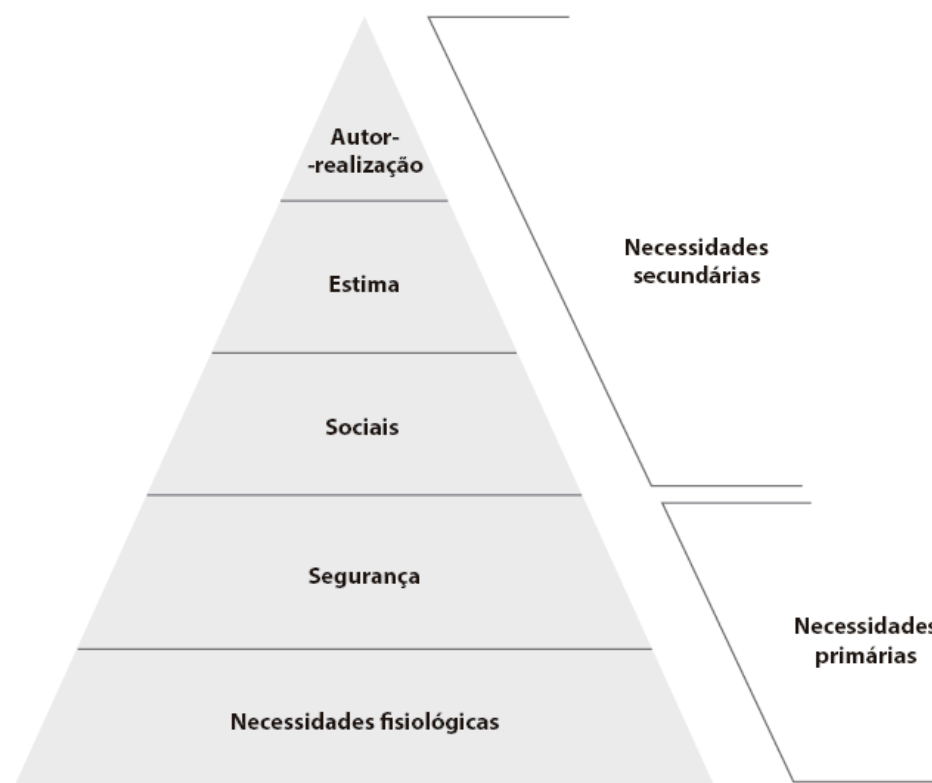 Autor-
-realização
Estima
Sociais
Segurança
Necessidades fisiológicas
Necessidades
secundárias
Necessidades
primárias